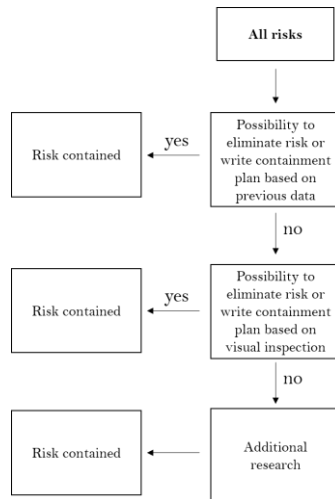 All risks
Possibility to
eliminate risk or
write containment
plan based on
previous data
yes
Risk contained
no
Possibility to
eliminate risk or
write containment
plan based on
visual inspection
yes
Risk contained
no
Additional
research
Risk contained